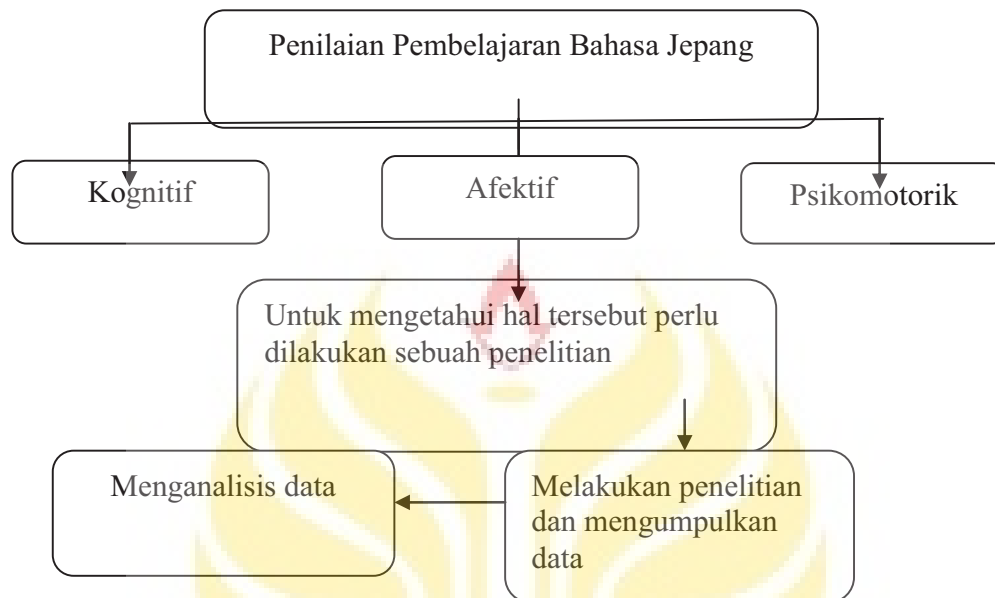 Penilaian Pembelajaran Bahasa Jepang
Kognitif
Afektif
Psikomotorik
Untuk mengetahui hal tersebut perlu
dilakukan sebuah penelitian
Menganalisis data
Melakukan penelitian
dan mengumpulkan
data